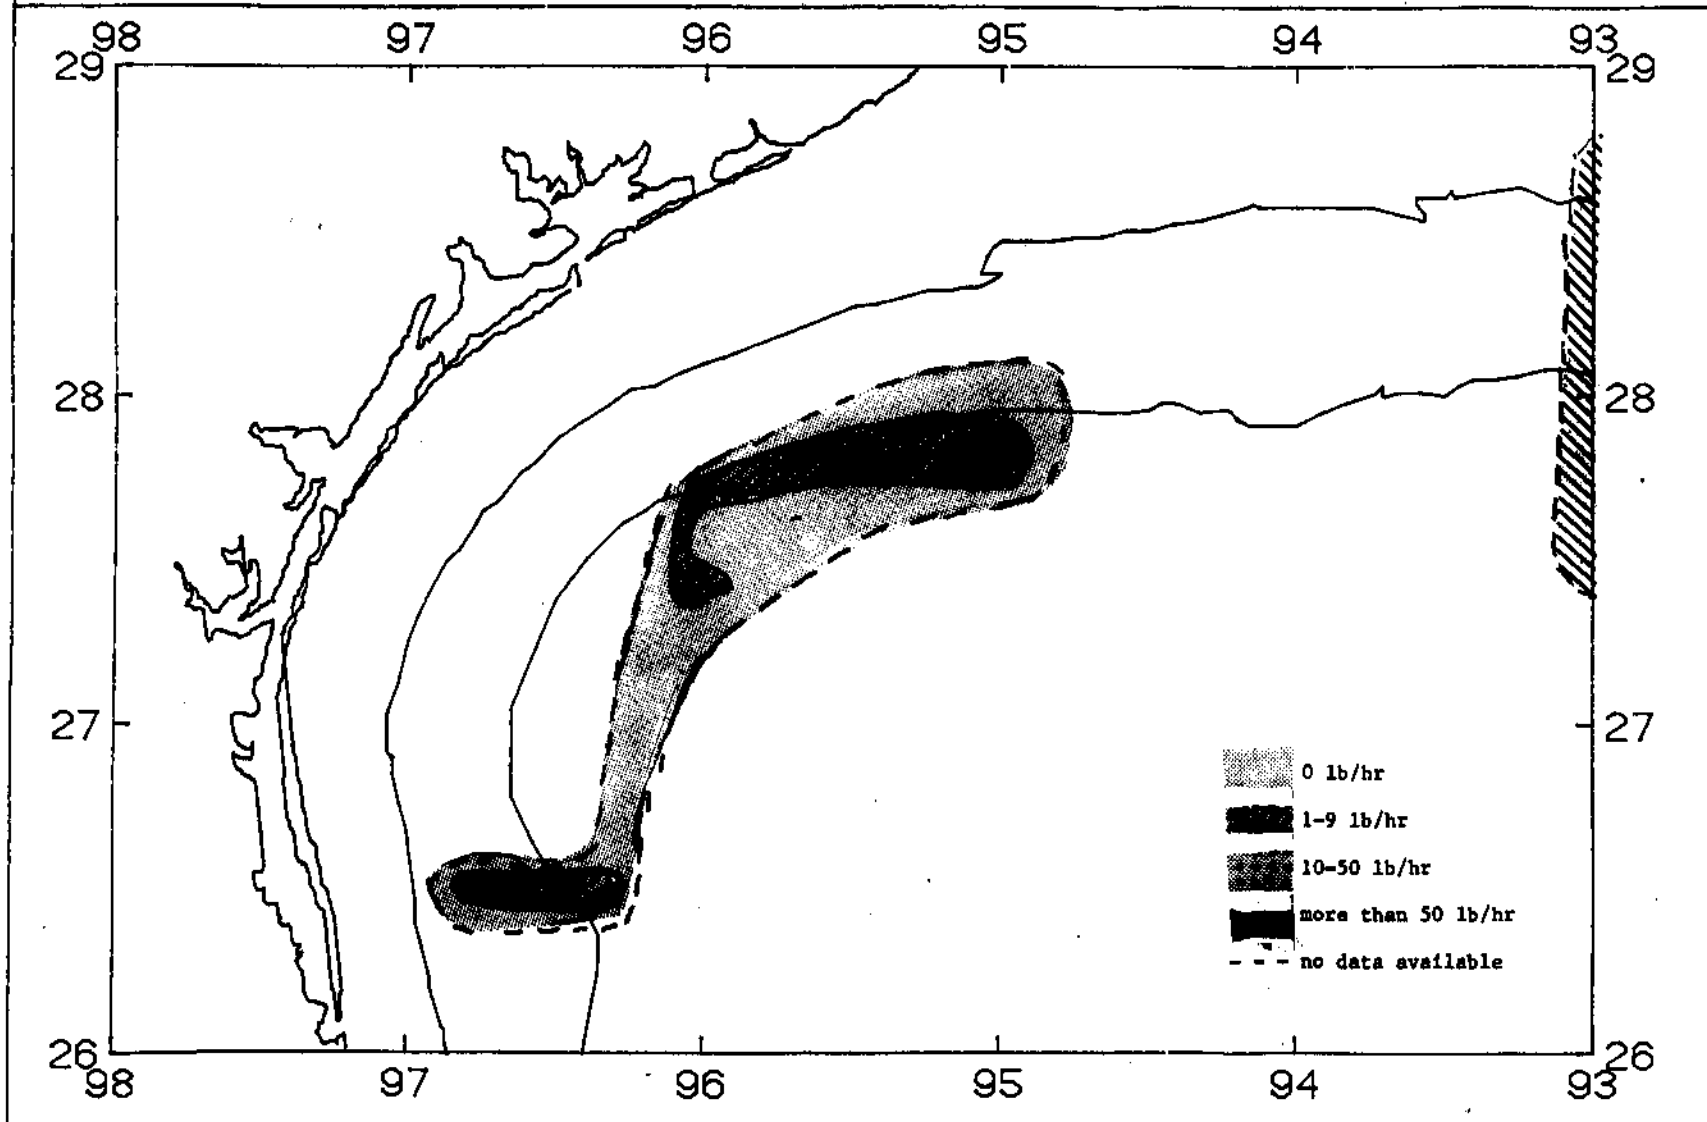 98 97 96 95 94 93
29 29
28 28
27 27
0 lb/hr
1-9 lb/hr
10-50 lb/hr
more than 50 lb/hr
no data available
26 26
98 97 96 95 94 93